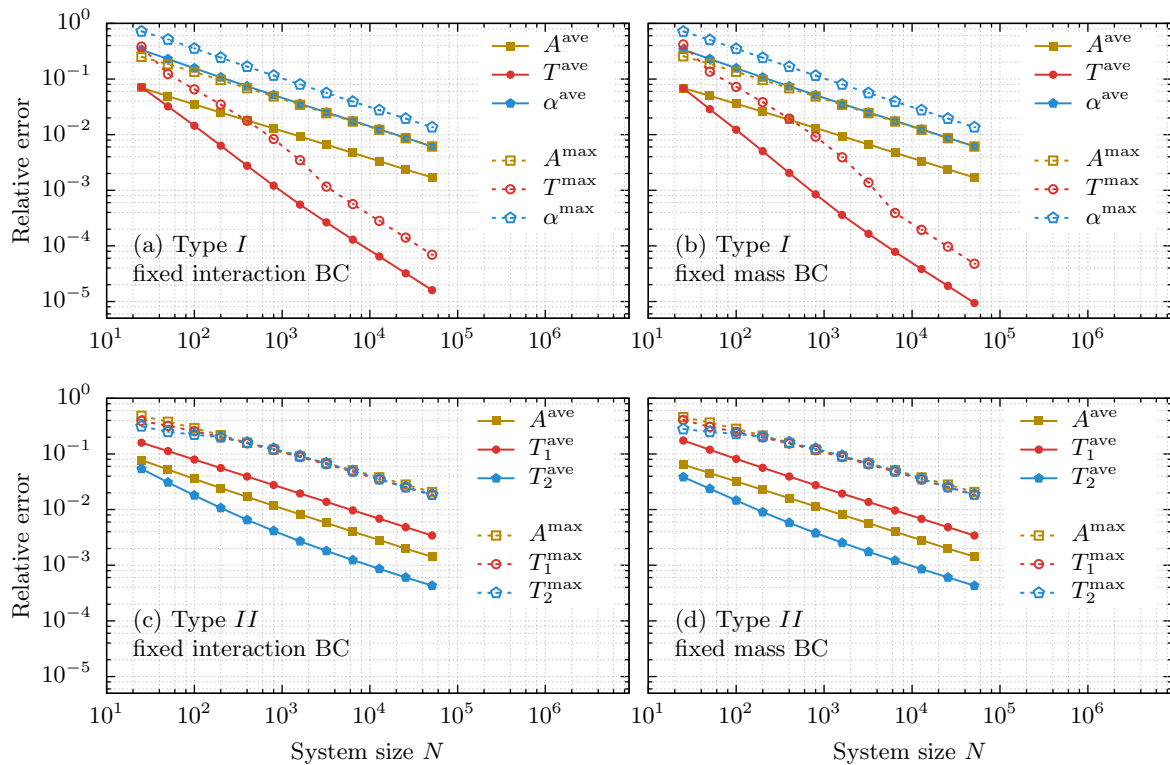 10^0
10^{-1}
10^{-2}
10^{-3}
10^{-4}
10^{-5}
Relative error
A^{ave}
T^{ave}
α^{ave}
A^{max}
T^{max}
α^{max}
(a) Type I
fixed interaction BC
10^1 10^2 10^3 10^4 10^5 10^6
A^{ave}
T^{ave}
α^{ave}
A^{max}
T^{max}
α^{max}
(b) Type I
fixed mass BC
10^1 10^2 10^3 10^4 10^5 10^6
10^0
10^{-1}
10^{-2}
10^{-3}
10^{-4}
10^{-5}
Relative error
A^{ave}
T_1^{ave}
T_2^{ave}
A^{max}
T_1^{max}
T_2^{max}
(c) Type II
fixed interaction BC
10^1 10^2 10^3 10^4 10^5 10^6
System size N
A^{ave}
T_1^{ave}
T_2^{ave}
A^{max}
T_1^{max}
T_2^{max}
(d) Type II
fixed mass BC
10^1 10^2 10^3 10^4 10^5 10^6
System size N